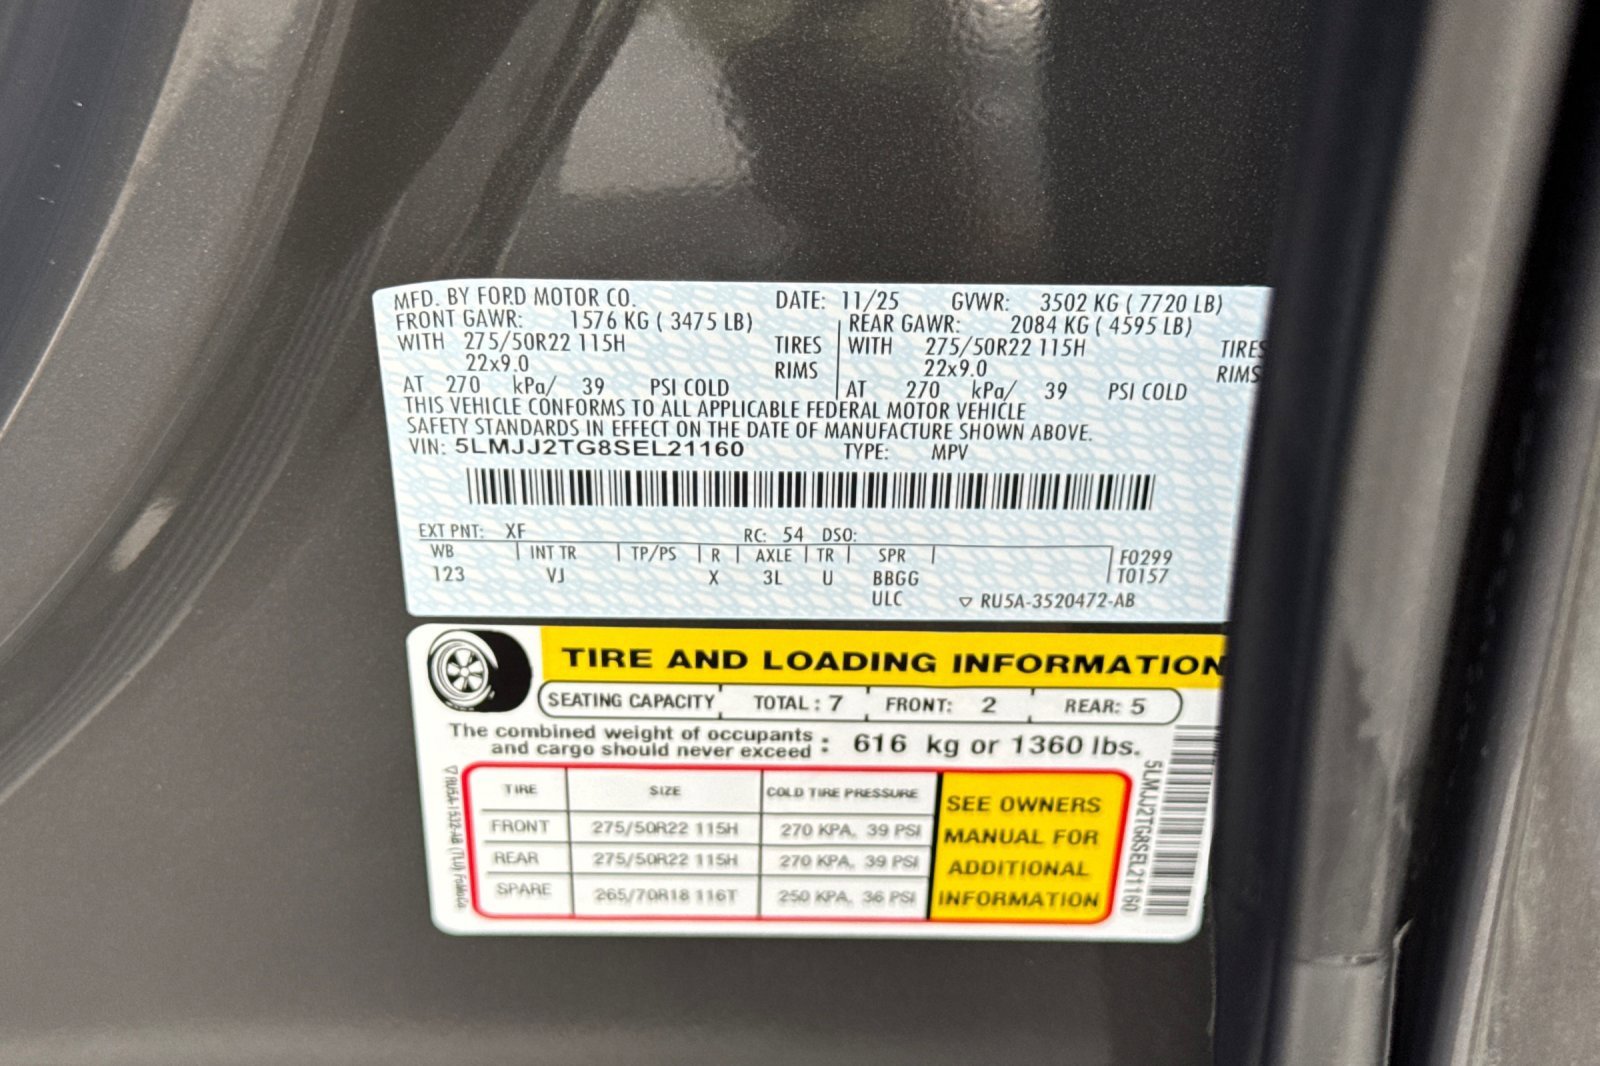 MFD. BY FORD MOTOR CO. DATE: 11/25 GVWR: 3502 KG ( 7720 LB)
FRONT GAWR: 1576 KG ( 3475 LB) REAR GAWR: 2084 KG ( 4595 LB)
WITH 275/50R22 115H TIRES WITH 275/50R22 115H TIRES
22x9.0 RIMS 22x9.0 RIMS
AT 270 kPa/ 39 PSI COLD AT 270 kPa/ 39 PSI COLD
THIS VEHICLE CONFORMS TO ALL APPLICABLE FEDERAL MOTOR VEHICLE
SAFETY STANDARDS IN EFFECT ON THE DATE OF MANUFACTURE SHOWN ABOVE.
VIN: 5LMJJ2TG8SEL21160 TYPE: MPV
EXT PNT: XF RC: 54 DSO:
WB INT TR TP/PS R AXLE TR SPR F0299
123 VJ X 3L U BBGG T0157
ULC ▽ RU5A-3520472-AB
TIRE AND LOADING INFORMATION
SEATING CAPACITY TOTAL : 7 FRONT: 2 REAR: 5
The combined weight of occupants
and cargo should never exceed : 616 kg or 1360 lbs.
TIRE SIZE COLD TIRE PRESSURE
FRONT 275/50R22 115H 270 KPA, 39 PSI
REAR 275/50R22 115H 270 KPA, 39 PSI
SPARE 265/70R18 116T 250 KPA, 36 PSI
SEE OWNERS
MANUAL FOR
ADDITIONAL
INFORMATION
5LMJJ2TG8SEL21160
▽RU5A-1532-AB (TLU) FoMoCo